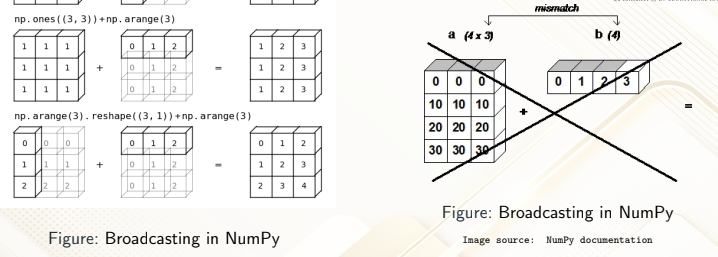 np.ones((3, 3))+np.arange(3)
1 1 1 0 1 2 1 2 3
1 1 1 + 0 1 2 = 1 2 3
1 1 1 0 1 2 1 2 3
np.arange(3).reshape((3, 1))+np.arange(3)
0 0 0 0 1 2 0 1 2
1 1 1 + 0 1 2 = 1 2 3
2 2 2 0 1 2 2 3 4
Figure: Broadcasting in NumPy
mismatch
a (4 x 3) b (4)
0 0 0 0 1 2 3
10 10 10 + =
20 20 20
30 30 30
Figure: Broadcasting in NumPy
Image source: NumPy documentation